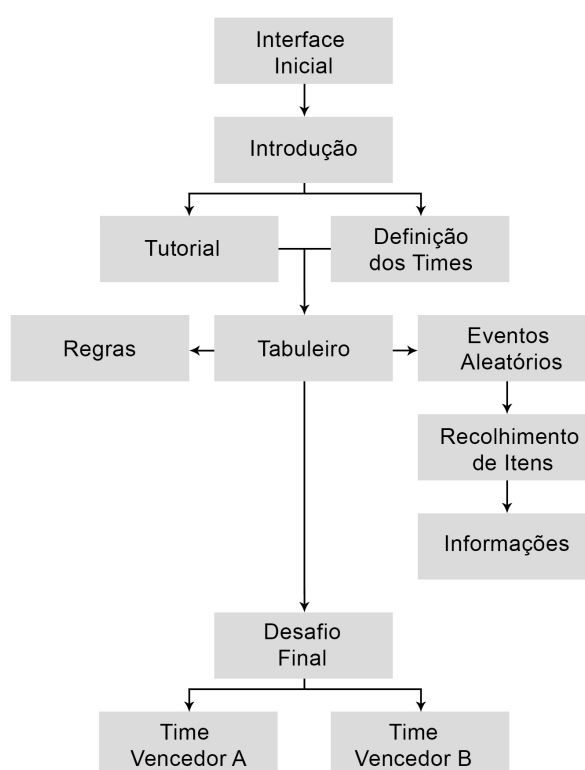 Interface
Inicial
Introdução
Tutorial
Definição
dos Times
Regras
Tabuleiro
Eventos
Aleatórios
Recolhimento
de Itens
Informações
Desafio
Final
Time
Vencedor A
Time
Vencedor B